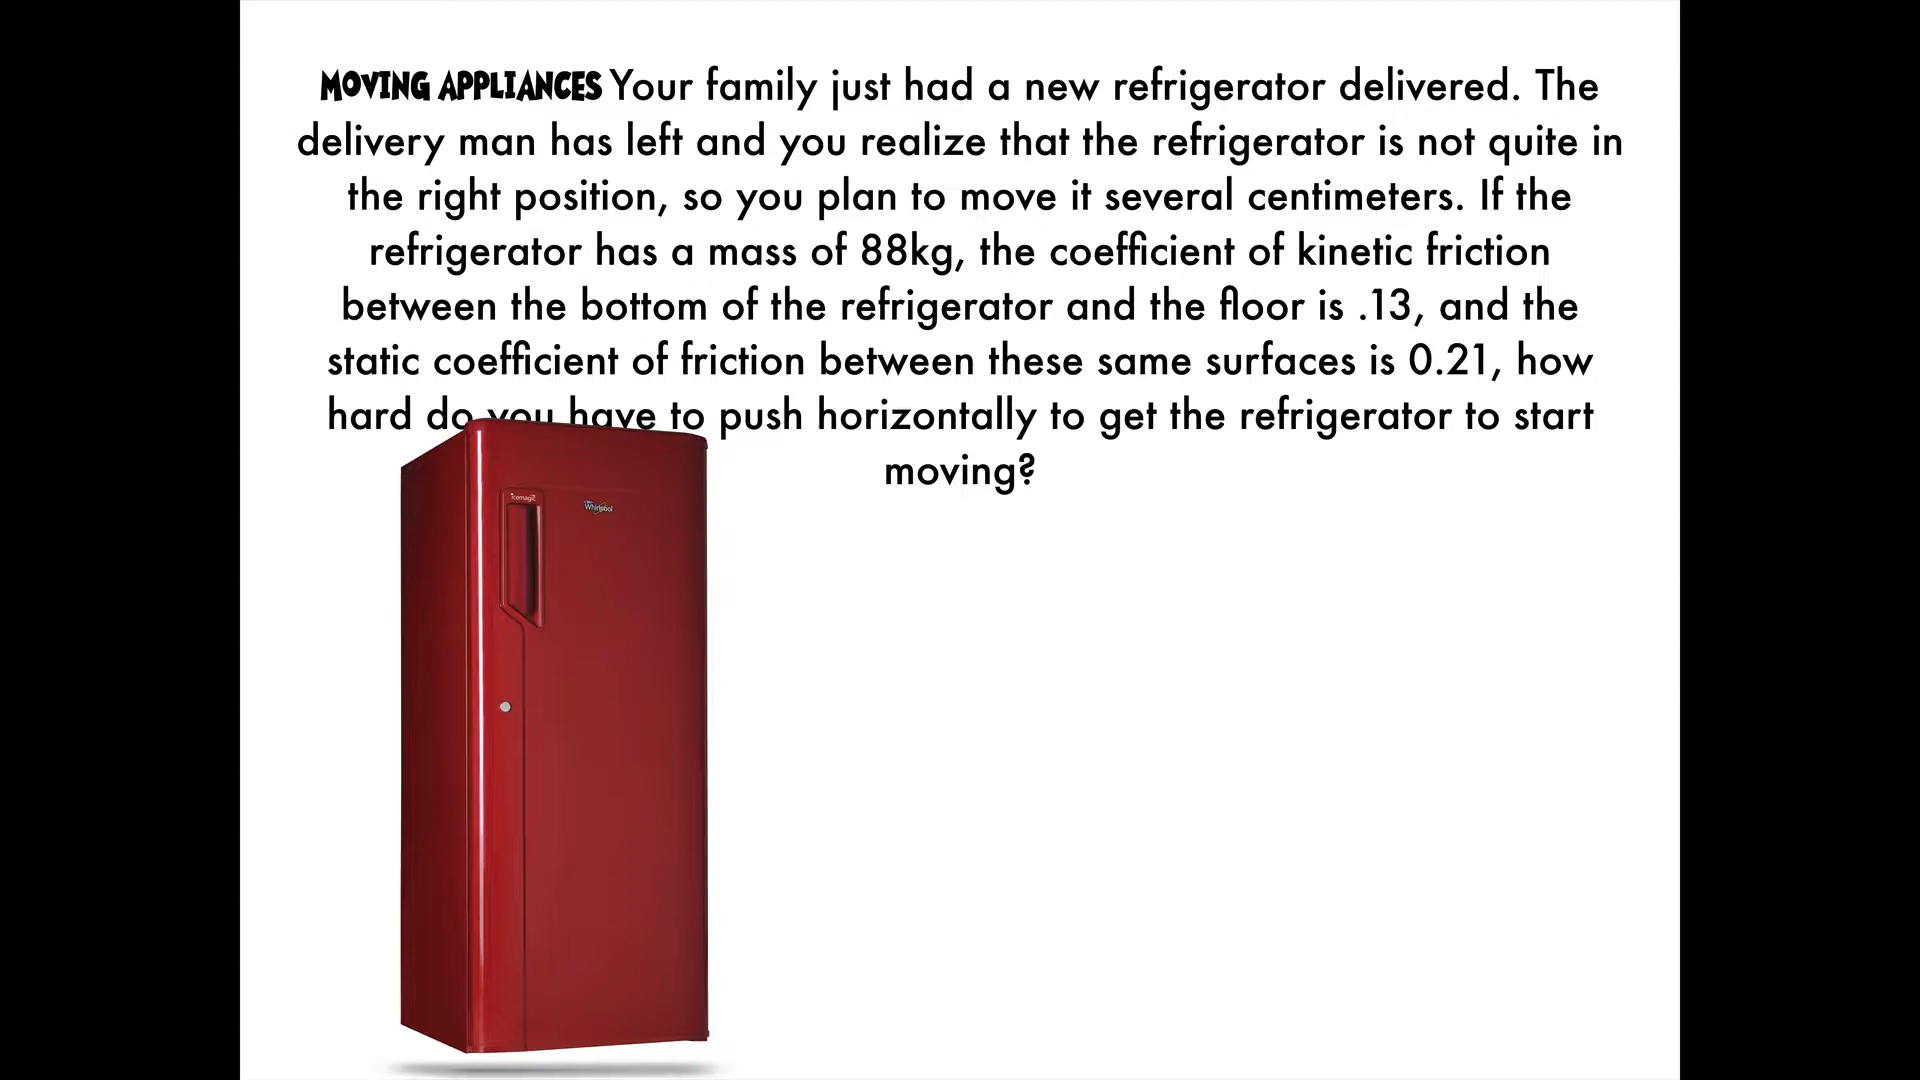 MOVING APPLIANCES Your family just had a new refrigerator delivered. The
delivery man has left and you realize that the refrigerator is not quite in
the right position, so you plan to move it several centimeters. If the
refrigerator has a mass of 88kg, the coefficient of kinetic friction
between the bottom of the refrigerator and the floor is .13, and the
static coefficient of friction between these same surfaces is 0.21, how
hard do you have to push horizontally to get the refrigerator to start
moving?
icemagic
Whirlpool